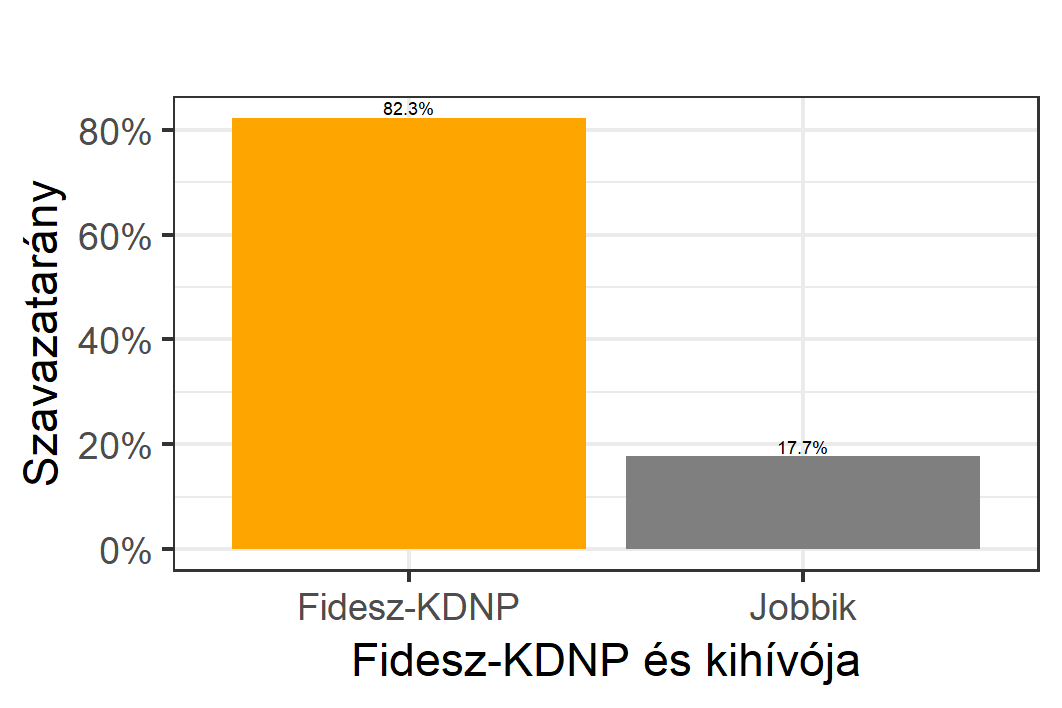 82.3%
80%
60%
40%
20%
17.7%
0%
Szavazatarány
Fidesz-KDNP
Jobbik
Fidesz-KDNP és kihívója